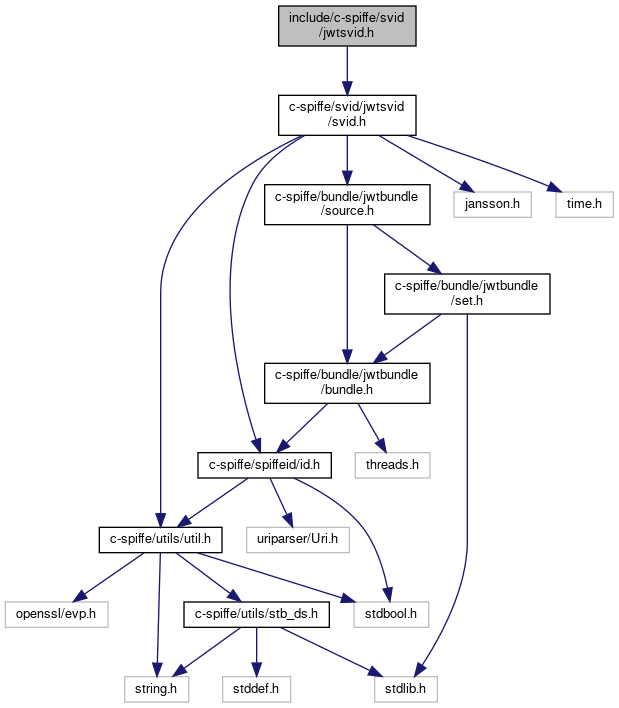 include/c-spiffe/svid
/jwtsvid.h
c-spiffe/svid/jwtsvid
/svid.h
c-spiffe/bundle/jwtbundle
/source.h
jansson.h
time.h
c-spiffe/bundle/jwtbundle
/set.h
c-spiffe/bundle/jwtbundle
/bundle.h
c-spiffe/spiffeid/id.h
threads.h
c-spiffe/utils/util.h
uriparser/Uri.h
openssl/evp.h
c-spiffe/utils/stb_ds.h
stdbool.h
string.h
stddef.h
stdlib.h